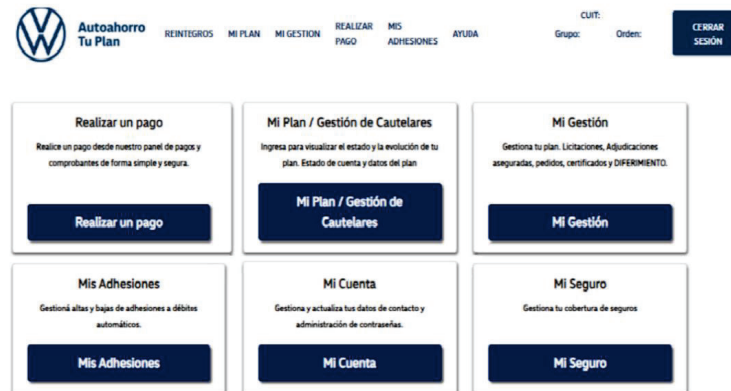 CUIT:
Autoahorro
Tu Plan
REINTEGROS MI PLAN MI GESTION REALIZAR PAGO MIS ADHESIONES AYUDA
Grupo: Orden:
CERRAR
SESIÓN
Realizar un pago
Realice un pago desde nuestro panel de pagos y
comprobantes de forma simple y segura.
Realizar un pago
Mi Plan / Gestión de Cautelares
Ingresa para visualizar el estado y la evolución de tu
plan. Estado de cuenta y datos del plan
Mi Plan / Gestión de
Cautelares
Mi Gestión
Gestiona tu plan. Licitaciones, Adjudicaciones
aseguradas, pedidos, certificados y DIFERIMIENTO.
Mi Gestión
Mis Adhesiones
Gestioná altas y bajas de adhesiones a débitos
automáticos.
Mis Adhesiones
Mi Cuenta
Gestiona y actualiza tus datos de contacto y
administración de contraseñas.
Mi Cuenta
Mi Seguro
Gestiona tu cobertura de seguros
Mi Seguro